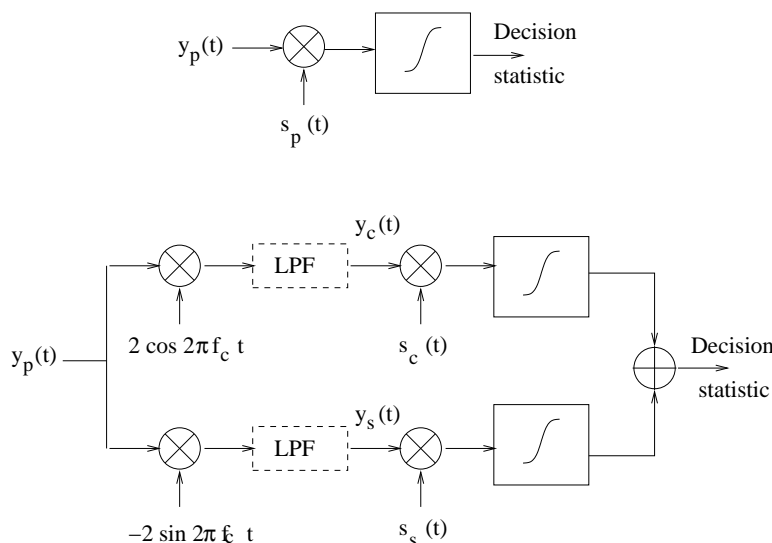 y_p(t)
Decision
statistic
s_p (t)
y_c(t)
LPF
2 cos 2π f_c t
s_c (t)
y_p(t)
Decision
statistic
y_s(t)
LPF
−2 sin 2π f_c t
s_s (t)